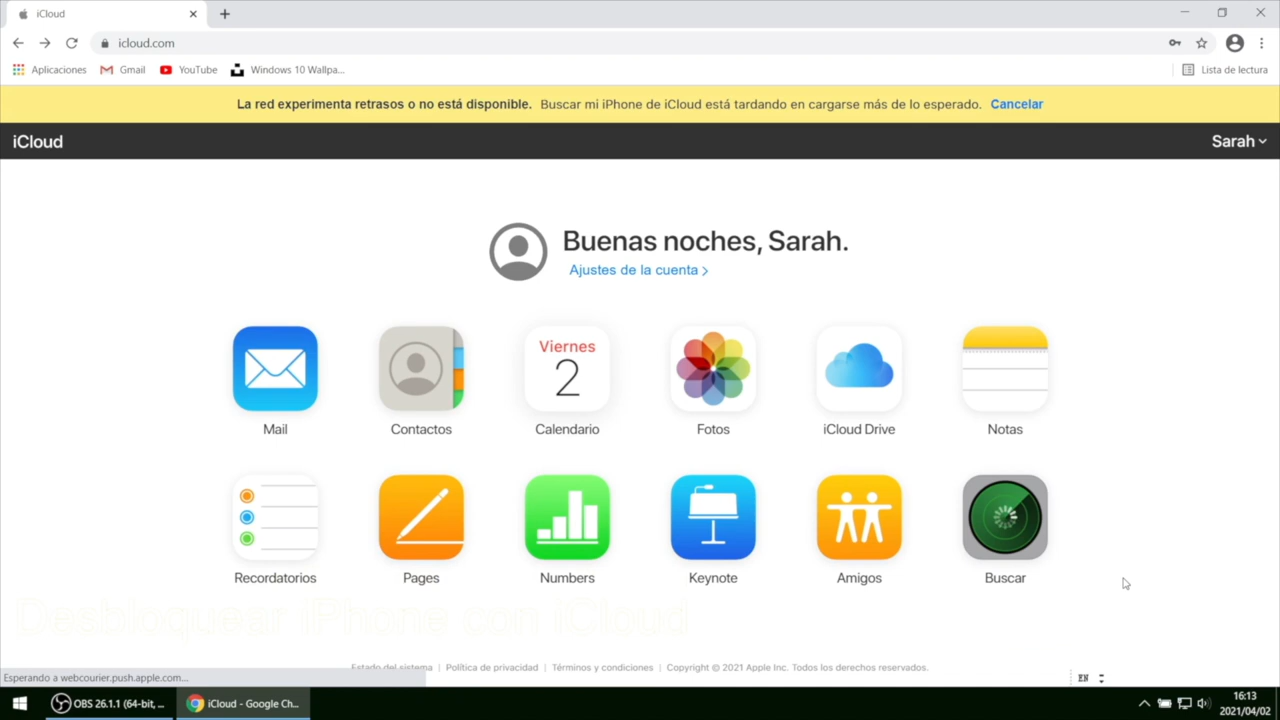 iCloud
icloud.com
Aplicaciones Gmail YouTube Windows 10 Wallpa... Lista de lectura
La red experimenta retrasos o no está disponible. Buscar mi iPhone de iCloud está tardando en cargarse más de lo esperado. Cancelar
iCloud Sarah
Buenas noches, Sarah.
Ajustes de la cuenta >
Viernes
2
Mail Contactos Calendario Fotos iCloud Drive Notas
Recordatorios Pages Numbers Keynote Amigos Buscar
Desbloquear iPhone con iCloud
Estado del sistema | Política de privacidad | Términos y condiciones | Copyright © 2021 Apple Inc. Todos los derechos reservados.
Esperando a webcourier.push.apple.com... EN
OBS 26.1.1 (64-bit, ... iCloud - Google Ch... 16:13
2021/04/02